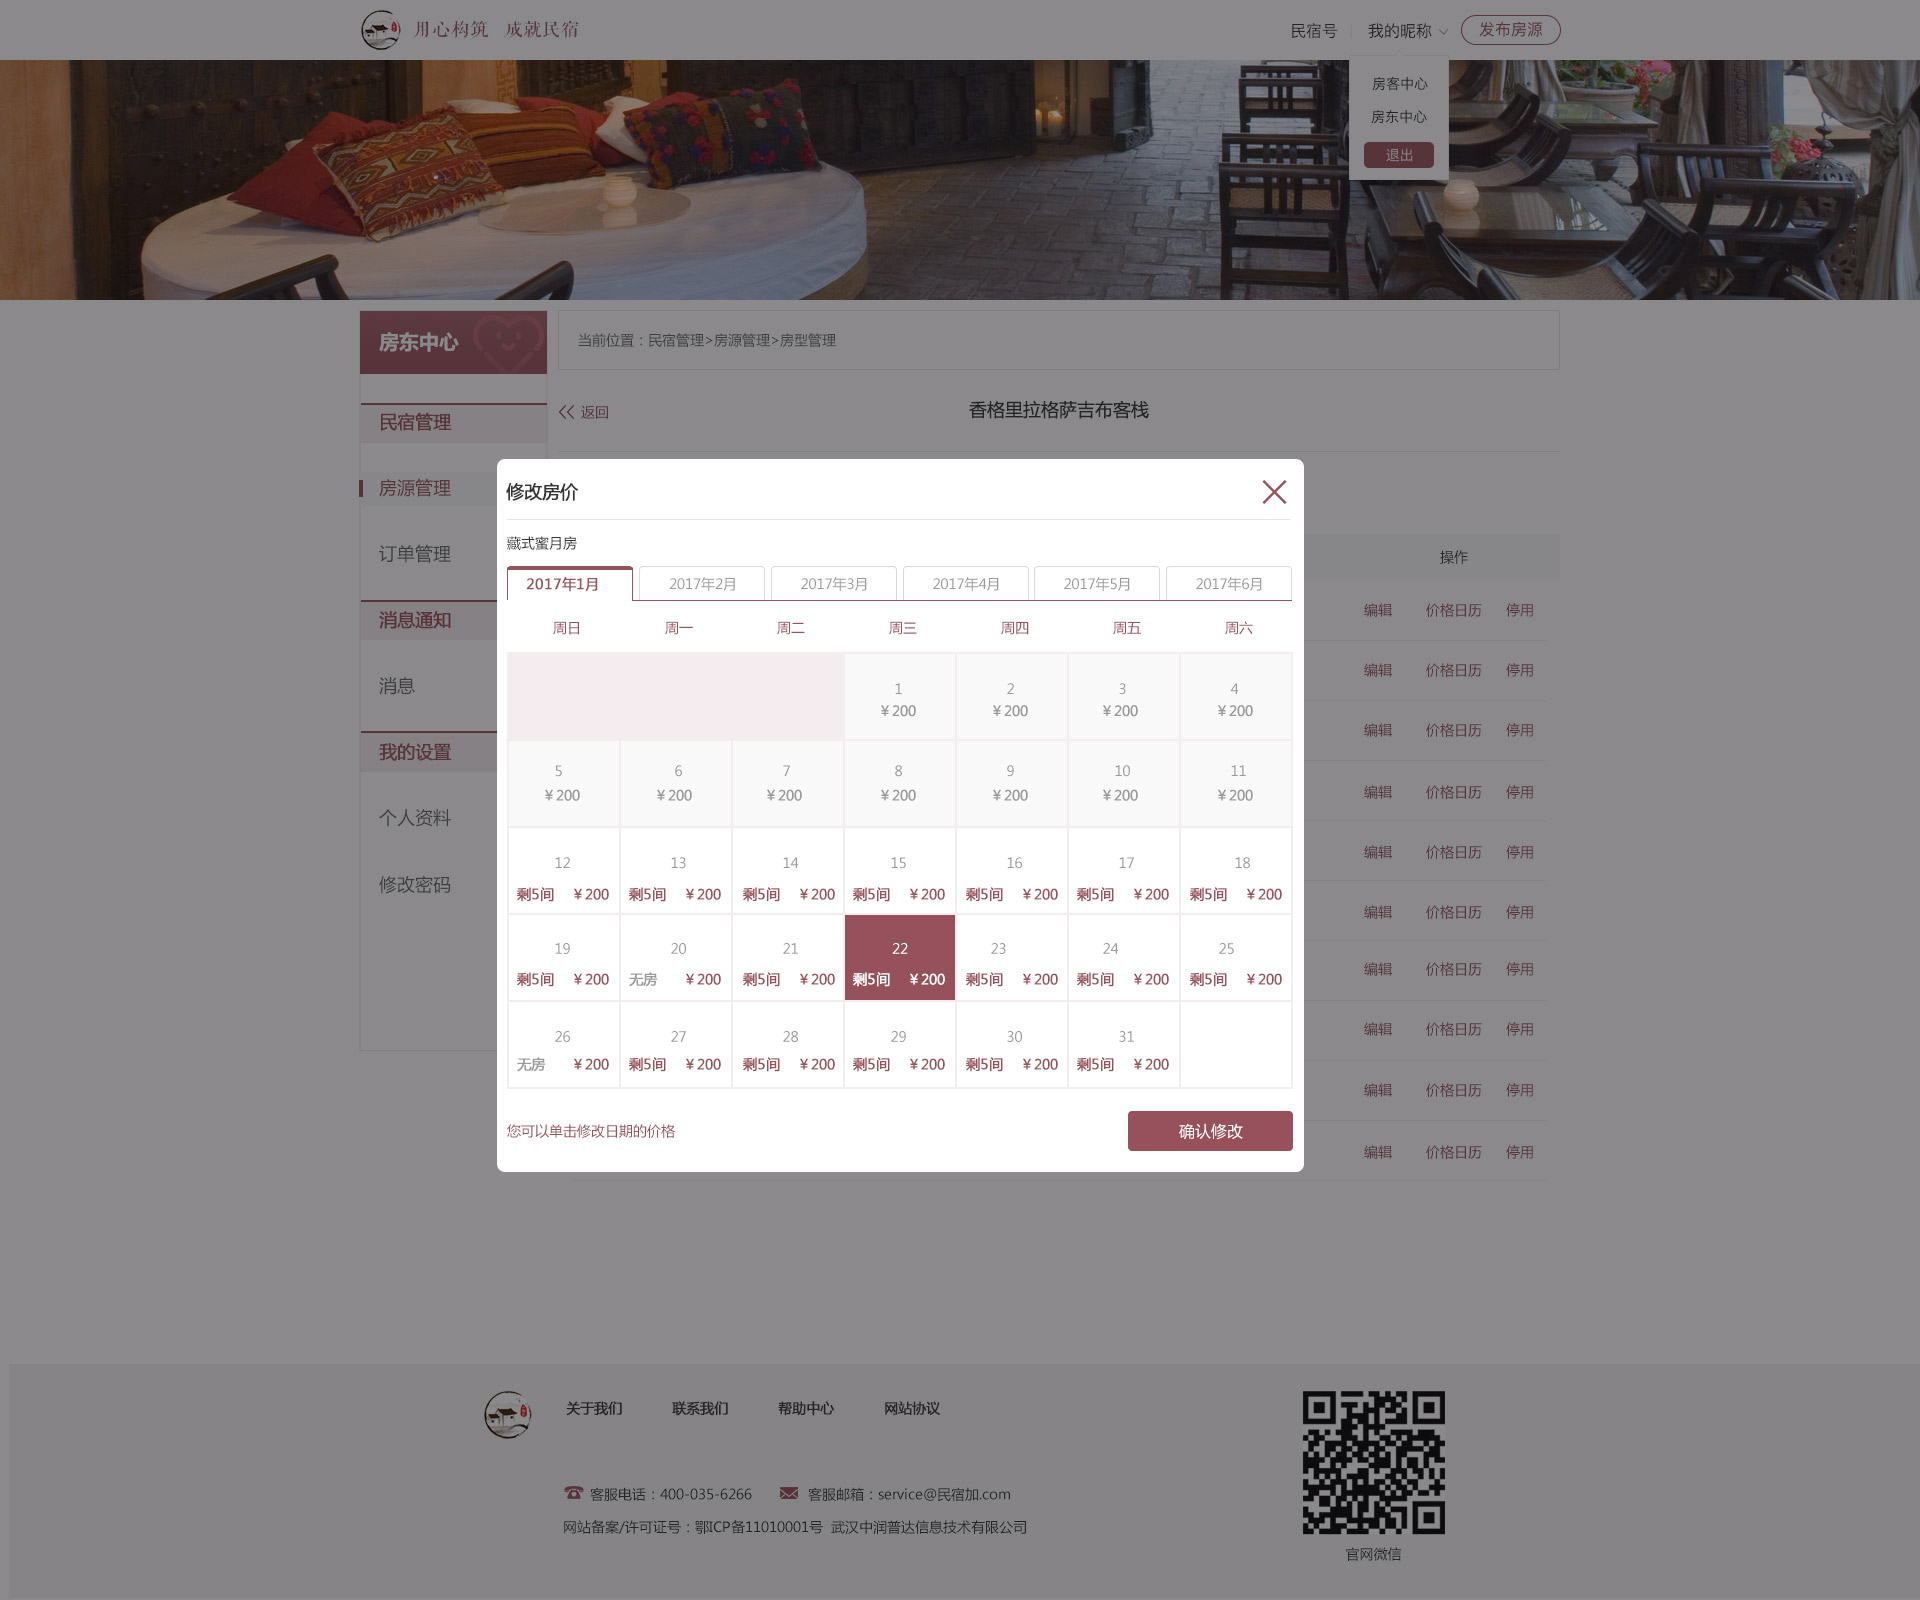 用心构筑 成就民宿
民宿号 我的昵称 发布房源
房客中心
房东中心
退出
房东中心
当前位置：民宿管理>房源管理>房型管理
返回 香格里拉格萨吉布客栈
民宿管理
房源管理
订单管理
消息通知
消息
我的设置
个人资料
修改密码
操作
编辑 价格日历 停用
编辑 价格日历 停用
编辑 价格日历 停用
编辑 价格日历 停用
编辑 价格日历 停用
编辑 价格日历 停用
编辑 价格日历 停用
编辑 价格日历 停用
编辑 价格日历 停用
编辑 价格日历 停用
修改房价
藏式蜜月房
2017年1月 2017年2月 2017年3月 2017年4月 2017年5月 2017年6月
周日 周一 周二 周三 周四 周五 周六
1 2 3 4
¥200 ¥200 ¥200 ¥200
5 6 7 8 9 10 11
¥200 ¥200 ¥200 ¥200 ¥200 ¥200 ¥200
12 13 14 15 16 17 18
剩5间 ¥200 剩5间 ¥200 剩5间 ¥200 剩5间 ¥200 剩5间 ¥200 剩5间 ¥200 剩5间 ¥200
19 20 21 22 23 24 25
剩5间 ¥200 无房 ¥200 剩5间 ¥200 剩5间 ¥200 剩5间 ¥200 剩5间 ¥200 剩5间 ¥200
26 27 28 29 30 31
无房 ¥200 剩5间 ¥200 剩5间 ¥200 剩5间 ¥200 剩5间 ¥200 剩5间 ¥200
您可以单击修改日期的价格 确认修改
关于我们 联系我们 帮助中心 网站协议
客服电话：400-035-6266 客服邮箱：service@民宿加.com
网站备案/许可证号：鄂ICP备11010001号 武汉中润普达信息技术有限公司
官网微信